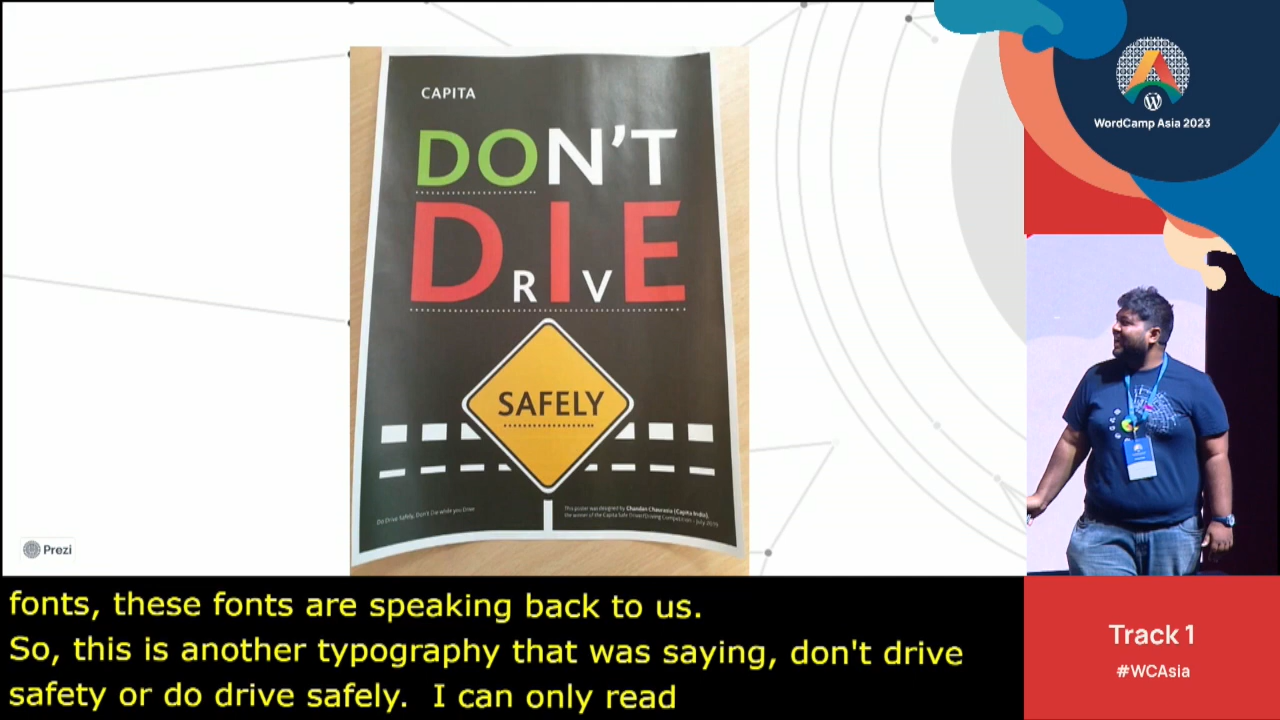 CAPITA
DON'T
DRIVE
SAFELY
Do Drive Safely, Don't Die while you Drive
This poster was designed by Chandan Chaurasia (Capita India),
the winner of the Capita Safe Driver/Driving Competition - July 2019
Prezi
WordCamp Asia 2023
fonts, these fonts are speaking back to us.
So, this is another typography that was saying, don't drive
safety or do drive safely. I can only read
Track 1
#WCAsia